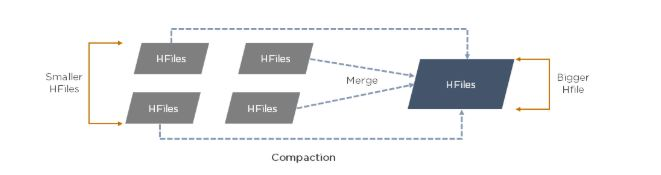 HFiles
HFiles
Smaller
HFiles
Merge
HFiles
Bigger
Hfile
HFiles
HFiles
Compaction